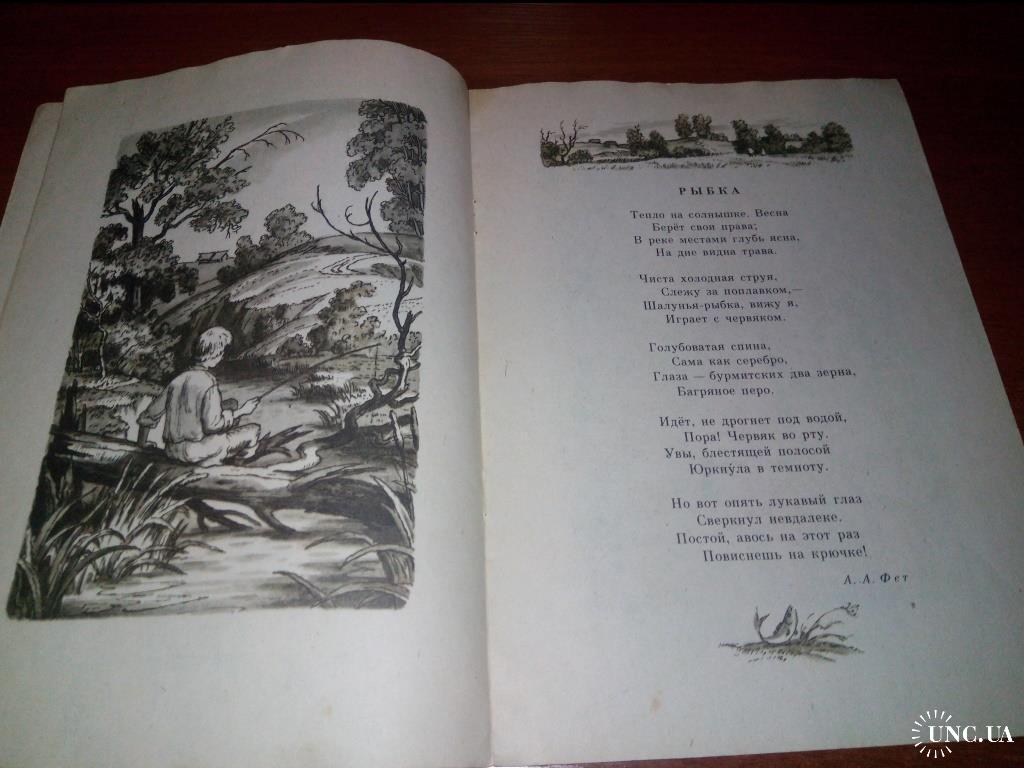 РЫБКА
Тепло на солнышке. Весна
Берёт свои права;
В реке местами глубь ясна,
На дне видна трава.
Чиста холодная струя,
Слежу за поплавком,—
Шалунья-рыбка, вижу я,
Играет с червяком.
Голубоватая спина,
Сама как серебро,
Глаза — бурмитских два зерна,
Багряное перо.
Идёт, не дрогнет под водой,
Пора! Червяк во рту.
Увы, блестящей полосой
Юркну́ла в темноту.
Но вот опять лукавый глаз
Сверкнул невдалеке.
Постой, авось на этот раз
Повиснешь на крючке!
А. А. Фет
UNC.UA